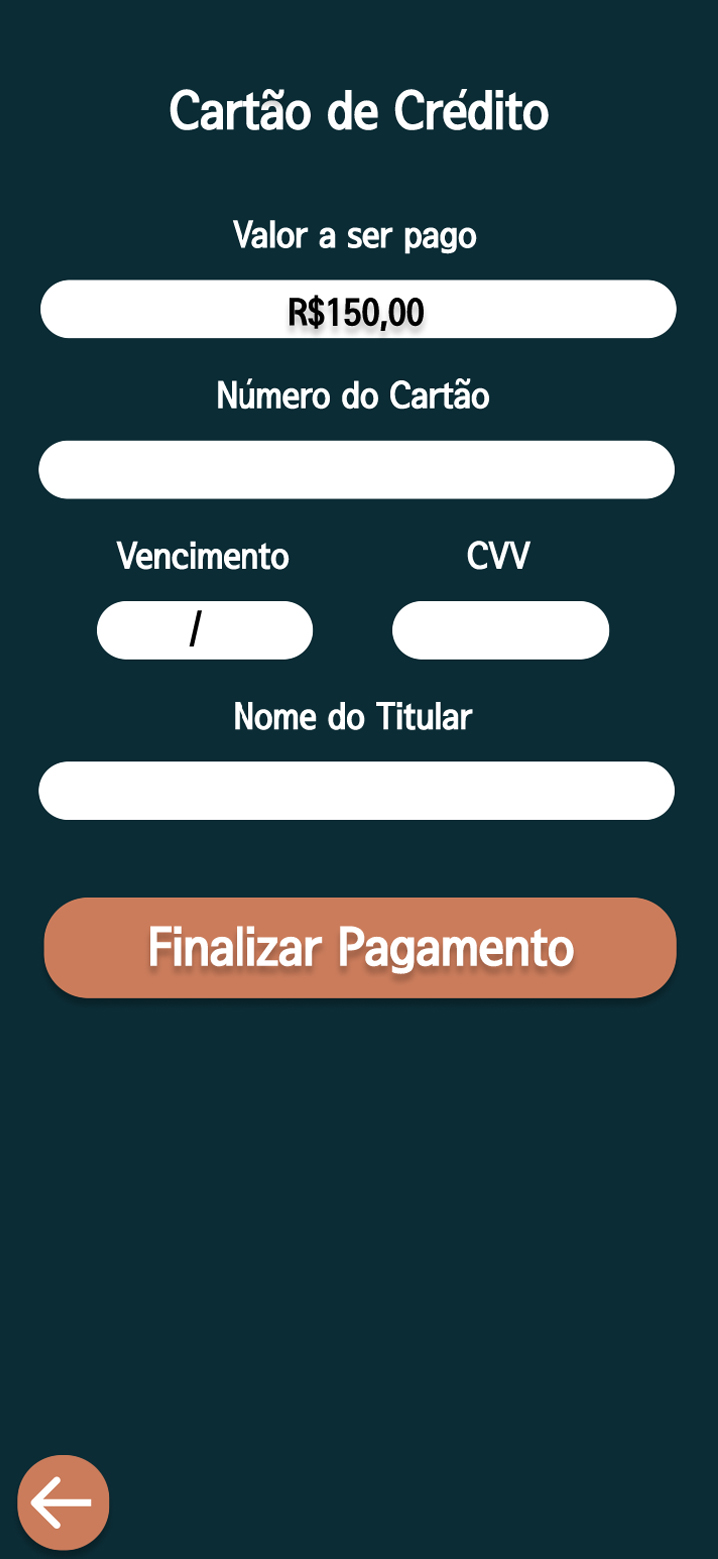 Cartão de Crédito
Valor a ser pago
R$150,00
Número do Cartão
Vencimento CVV
/
Nome do Titular
Finalizar Pagamento